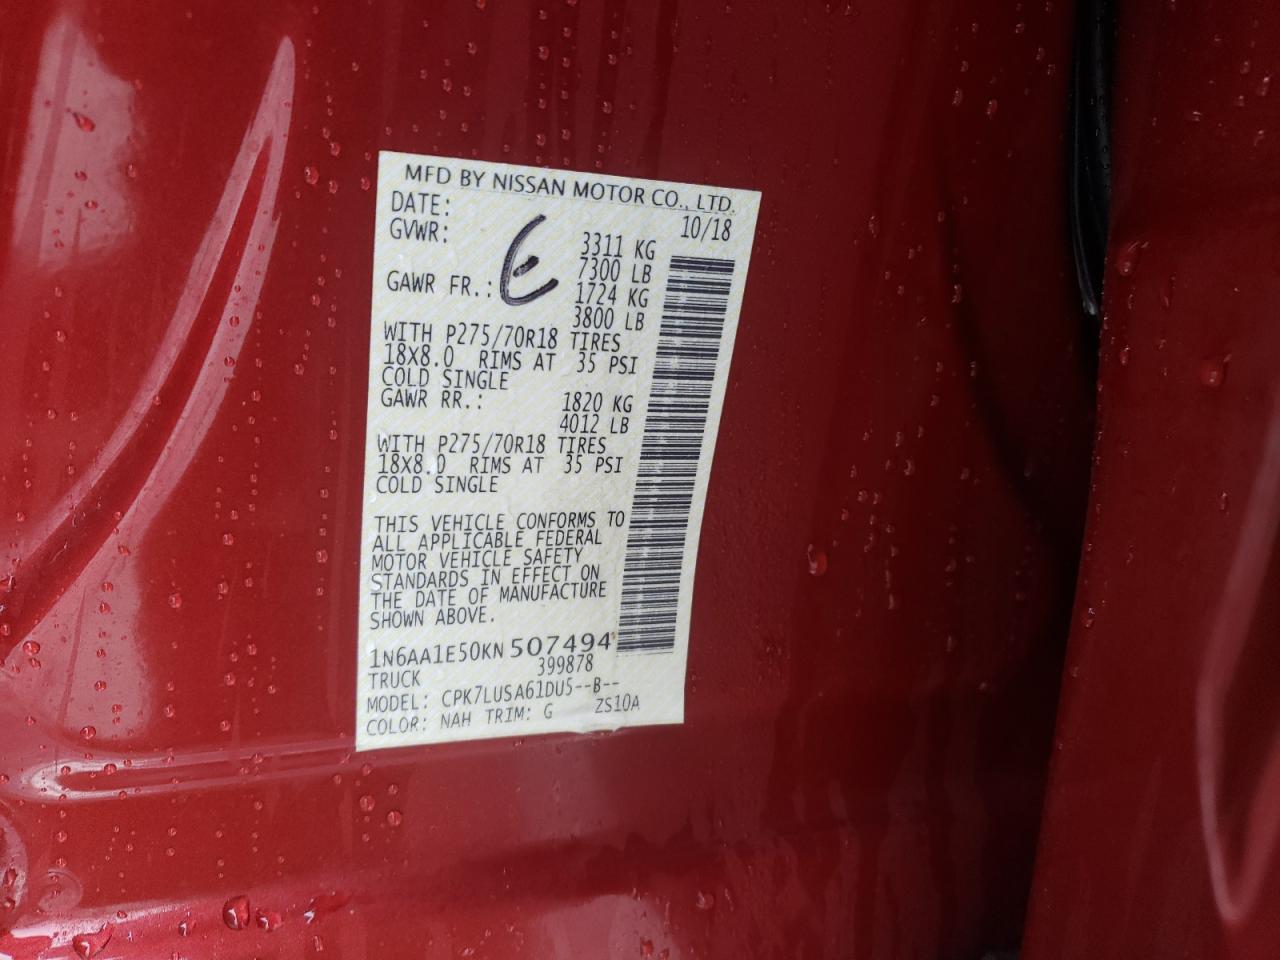 MFD BY NISSAN MOTOR CO., LTD.
DATE: 10/18
GVWR: 3311 KG
7300 LB
GAWR FR.: 1724 KG
3800 LB
WITH P275/70R18 TIRES
18X8.0 RIMS AT 35 PSI
COLD SINGLE
GAWR RR.: 1820 KG
4012 LB
WITH P275/70R18 TIRES
18X8.0 RIMS AT 35 PSI
COLD SINGLE
THIS VEHICLE CONFORMS TO
ALL APPLICABLE FEDERAL
MOTOR VEHICLE SAFETY
STANDARDS IN EFFECT ON
THE DATE OF MANUFACTURE
SHOWN ABOVE.
1N6AA1E50KN507494
TRUCK 399878
MODEL: CPK7LUSA61DU5--B--
COLOR: NAH TRIM: G ZS10A